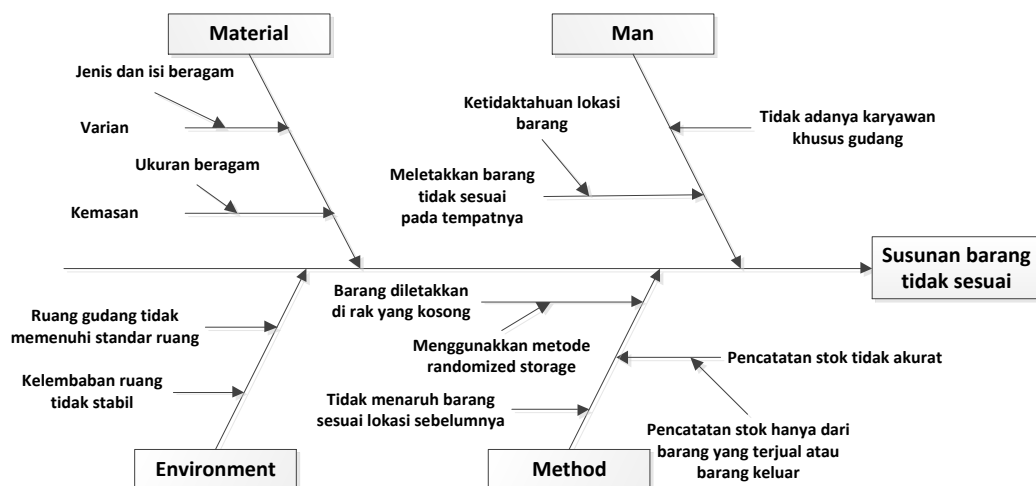 Material
Man
Jenis dan isi beragam
Varian
Ukuran beragam
Kemasan
Ketidaktahuan lokasi
barang
Tidak adanya karyawan
khusus gudang
Meletakkan barang
tidak sesuai
pada tempatnya
Susunan barang
tidak sesuai
Ruang gudang tidak
memenuhi standar ruang
Kelembaban ruang
tidak stabil
Barang diletakkan
di rak yang kosong
Menggunakkan metode
randomized storage
Tidak menaruh barang
sesuai lokasi sebelumnya
Pencatatan stok tidak akurat
Pencatatan stok hanya dari
barang yang terjual atau
barang keluar
Environment
Method